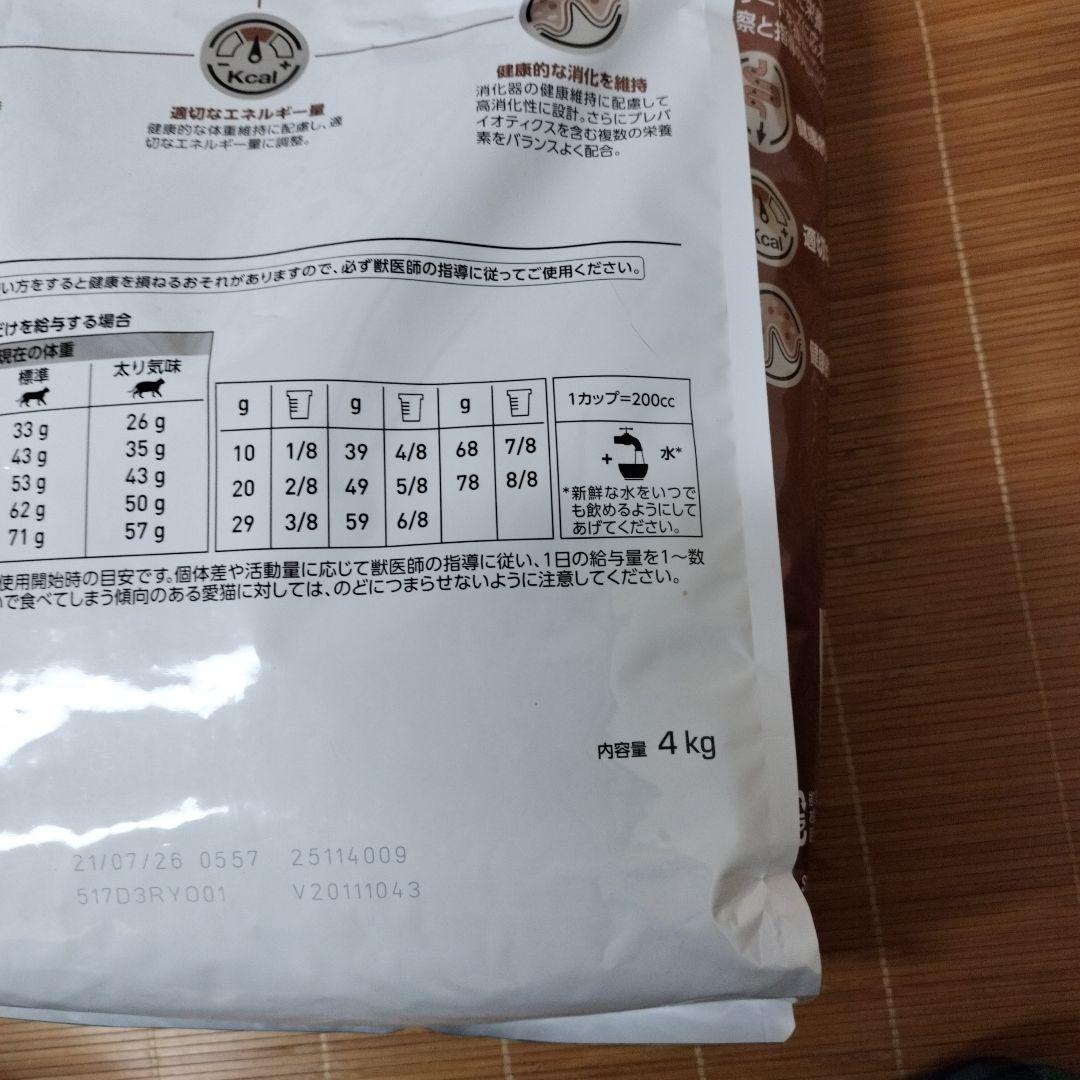 Kcal
適切なエネルギー量
健康的な体重維持に配慮し、適
切なエネルギー量に調整。
健康的な消化を維持
消化器の健康維持に配慮して
高消化性に設計。さらにプレバ
イオティクスを含む複数の栄養
素をバランスよく配合。
察と指
Kcal
い方をすると健康を損ねるおそれがありますので、必ず獣医師の指導に従ってご使用ください。
だけを給与する場合
現在の体重
標準 太り気味
33 g 26 g
43 g 35 g
53 g 43 g
62 g 50 g
71 g 57 g
g g g
10 1/8 39 4/8 68 7/8
20 2/8 49 5/8 78 8/8
29 3/8 59 6/8
1カップ=200cc
+ 水*
*新鮮な水をいつで
も飲めるようにして
あげてください。
使用開始時の目安です。個体差や活動量に応じて獣医師の指導に従い、1日の給与量を1〜数
いで食べてしまう傾向のある愛猫に対しては、のどにつまらせないように注意してください。
内容量 4 kg
21/07/26 0557 25114009
517D3RYO01 V20111043